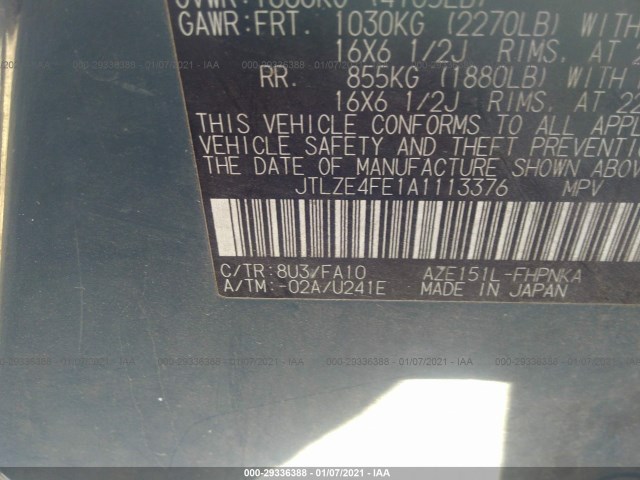 GAWR:FRT. 1030KG (2270LB) WITH
16X6 1/2J RIMS, AT 2
RR. 855KG (1880LB) WITH
16X6 1/2J RIMS, AT 22
THIS VEHICLE CONFORMS TO ALL APPL
VEHICLE SAFETY AND THEFT PREVENTIO
THE DATE OF MANUFACTURE SHOWN ABOVE
JTLZE4FE1A1113376 MPV
C/TR: 8U3/FA10 AZE151L-FHPNKA
A/TM: -02A/U241E MADE IN JAPAN
000-29336388 - 01/07/2021 - IAA